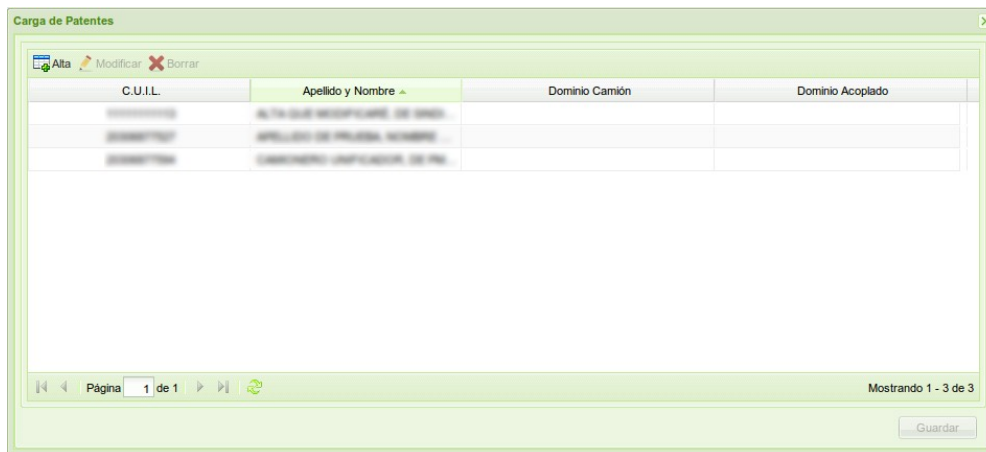 Carga de Patentes
Alta Modificar Borrar
C.U.I.L. Apellido y Nombre Dominio Camión Dominio Acoplado
Página 1 de 1 Mostrando 1 - 3 de 3
Guardar